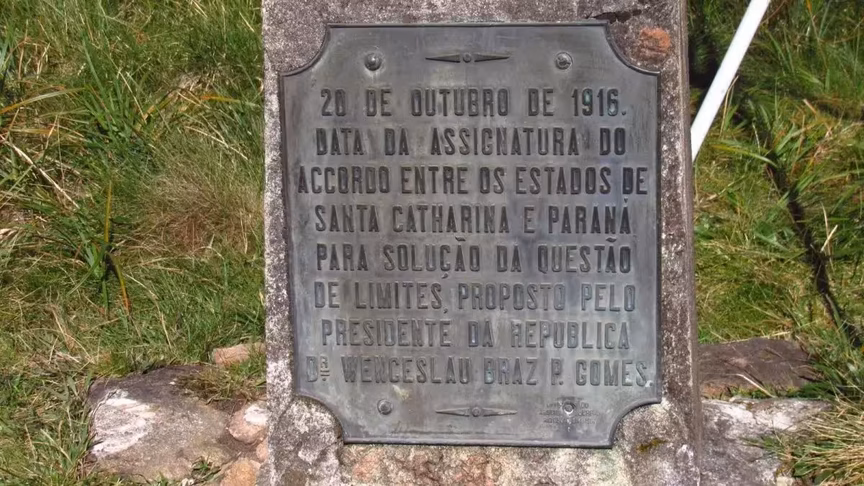 20 DE OUTUBRO DE 1916.
DATA DA ASSIGNATURA DO
ACCORDO ENTRE OS ESTADOS DE
SANTA CATHARINA E PARANÁ
PARA SOLUÇÃO DA QUESTÃO
DE LIMITES, PROPOSTO PELO
PRESIDENTE DA REPUBLICA
DR. WENCESLAU BRAZ P. GOMES.